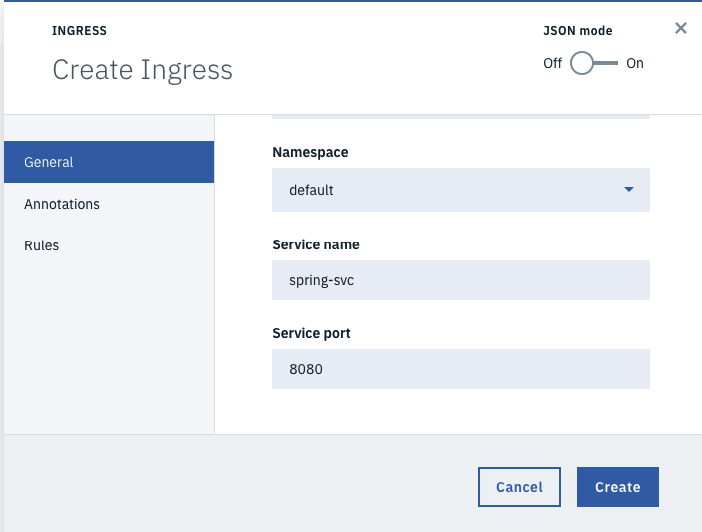 INGRESS
Create Ingress
JSON mode
Off On
General
Annotations
Rules
Namespace
default
Service name
spring-svc
Service port
8080
Cancel
Create